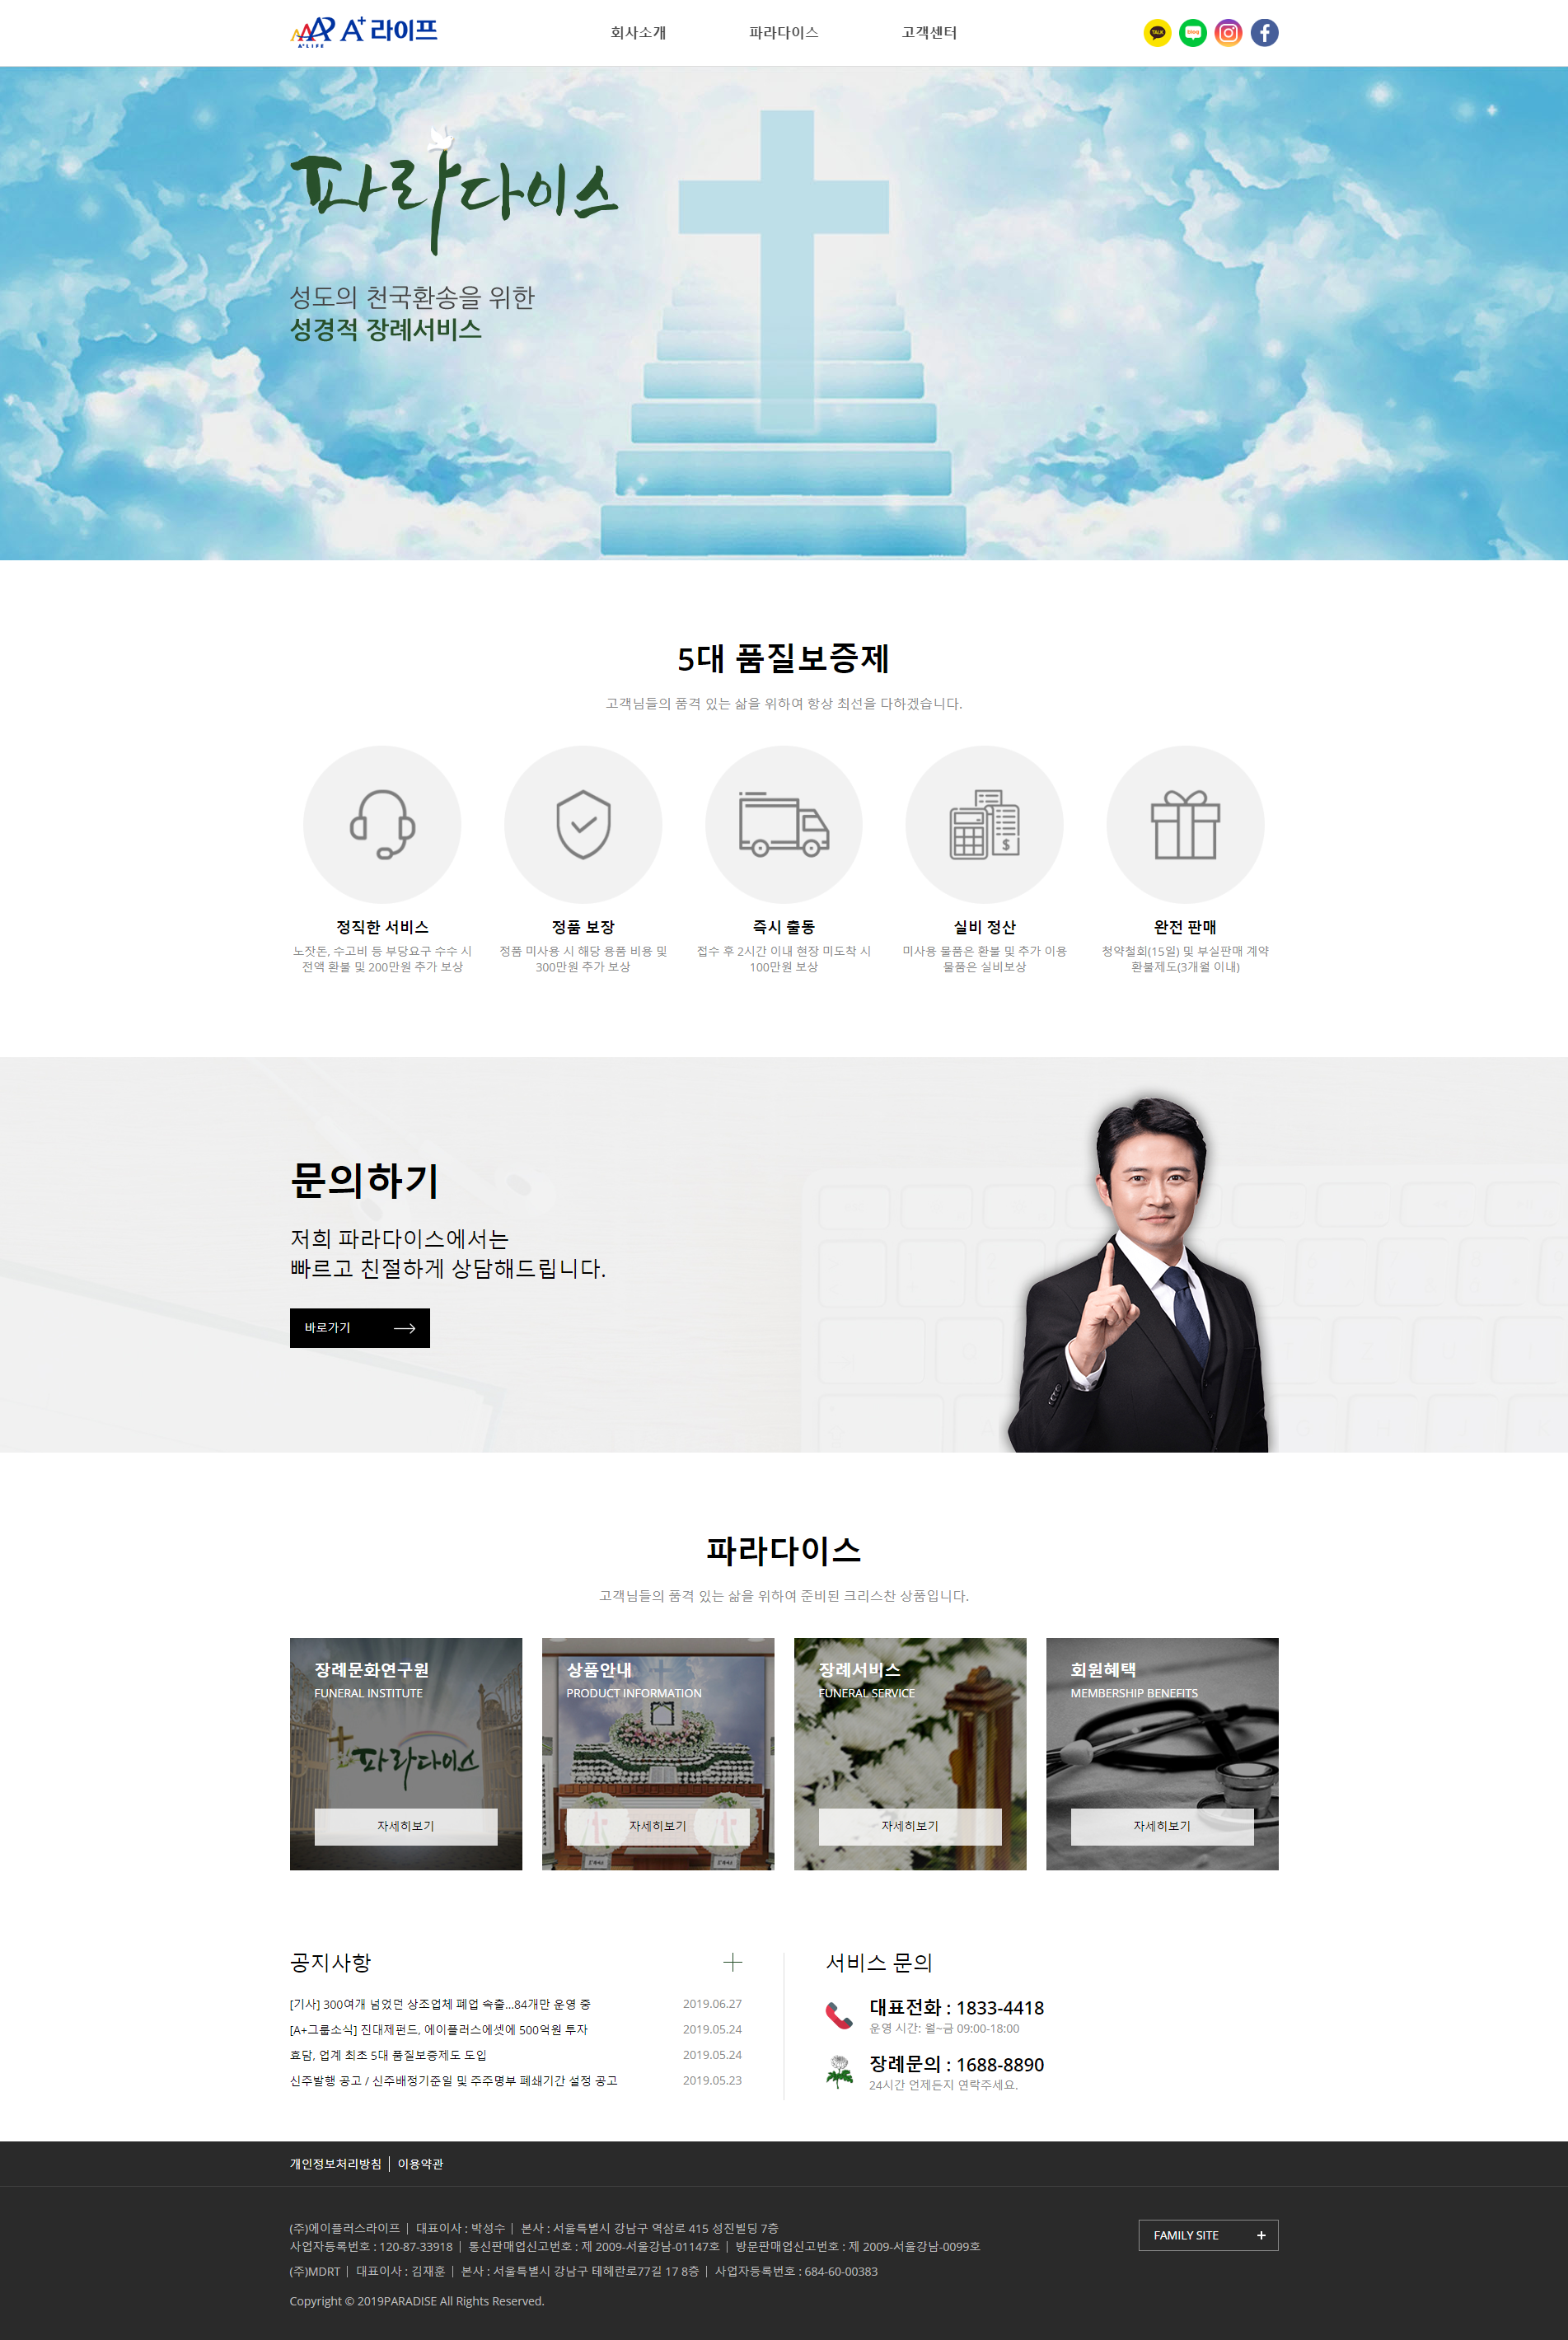 A+ 라이프
A+ LIFE
회사소개
파라다이스
고객센터
TALK
blog
파라다이스
성도의 천국환송을 위한
성경적 장례서비스
5대 품질보증제
고객님들의 품격 있는 삶을 위하여 항상 최선을 다하겠습니다.
정직한 서비스
노잣돈, 수고비 등 부당요구 수수 시
전액 환불 및 200만원 추가 보상
정품 보장
정품 미사용 시 해당 용품 비용 및
300만원 추가 보상
즉시 출동
접수 후 2시간 이내 현장 미도착 시
100만원 보상
실비 정산
미사용 물품은 환불 및 추가 이용
물품은 실비보상
완전 판매
청약철회(15일) 및 부실판매 계약
환불제도(3개월 이내)
문의하기
저희 파라다이스에서는
빠르고 친절하게 상담해드립니다.
바로가기
파라다이스
고객님들의 품격 있는 삶을 위하여 준비된 크리스찬 상품입니다.
장례문화연구원
FUNERAL INSTITUTE
파라다이스
자세히보기
상품안내
PRODUCT INFORMATION
자세히보기
장례서비스
FUNERAL SERVICE
자세히보기
회원혜택
MEMBERSHIP BENEFITS
자세히보기
공지사항
[기사] 300여개 넘었던 상조업체 폐업 속출...84개만 운영 중 2019.06.27
[A+그룹소식] 진대제펀드, 에이플러스에셋에 500억원 투자 2019.05.24
효담, 업계 최초 5대 품질보증제도 도입 2019.05.24
신주발행 공고 / 신주배정기준일 및 주주명부 폐쇄기간 설정 공고 2019.05.23
서비스 문의
대표전화 : 1833-4418
운영 시간: 월~금 09:00-18:00
장례문의 : 1688-8890
24시간 언제든지 연락주세요.
개인정보처리방침 | 이용약관
(주)에이플러스라이프 | 대표이사 : 박성수 | 본사 : 서울특별시 강남구 역삼로 415 성진빌딩 7층
사업자등록번호 : 120-87-33918 | 통신판매업신고번호 : 제 2009-서울강남-01147호 | 방문판매업신고번호 : 제 2009-서울강남-0099호
(주)MDRT | 대표이사 : 김재훈 | 본사 : 서울특별시 강남구 테헤란로77길 17 8층 | 사업자등록번호 : 684-60-00383
Copyright © 2019PARADISE All Rights Reserved.
FAMILY SITE +